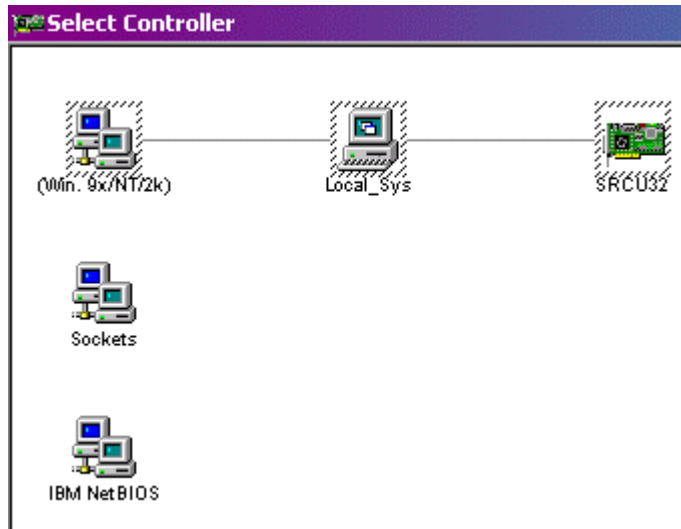 Select Controller
(Win. 9x/NT/2k)
Local_Sys
SRCU32
Sockets
IBM NetBIOS